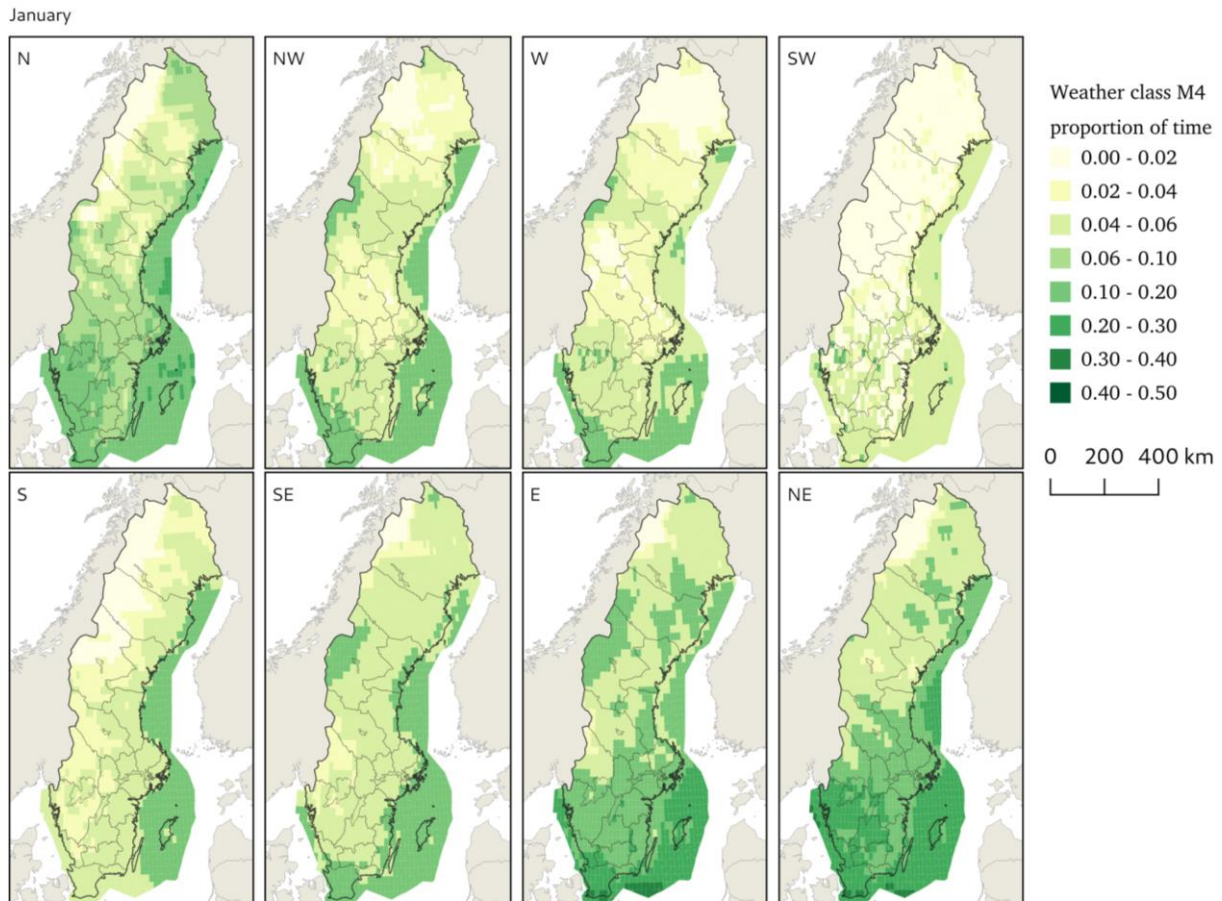 January
N
NW
W
SW
Weather class M4
proportion of time
0.00 - 0.02
0.02 - 0.04
0.04 - 0.06
0.06 - 0.10
0.10 - 0.20
0.20 - 0.30
0.30 - 0.40
0.40 - 0.50
0 200 400 km
S
SE
E
NE